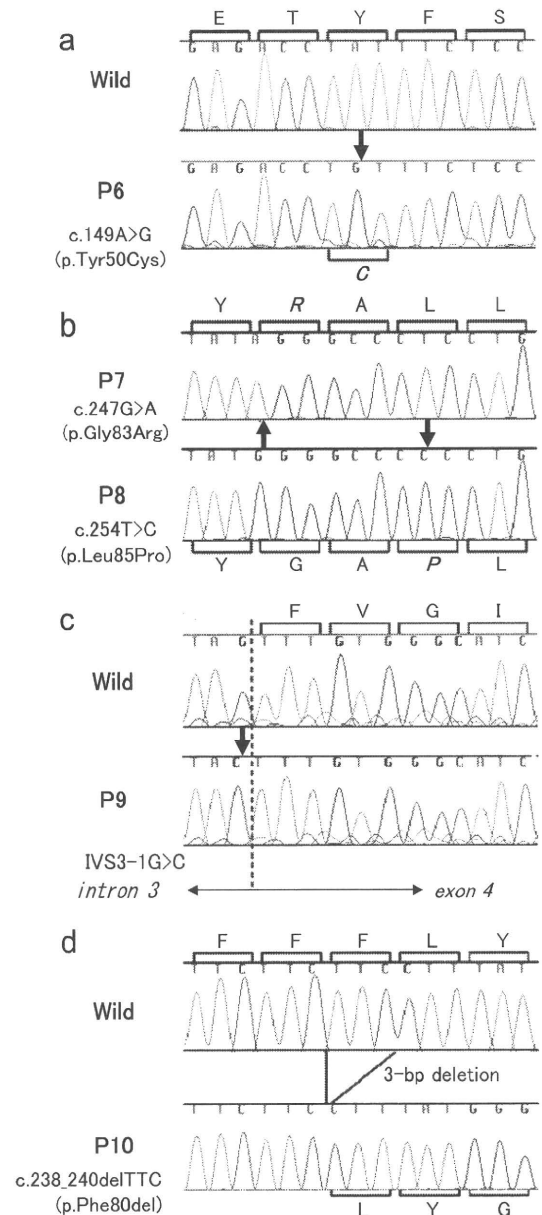 a
E T Y F S
G A G A C C T A T T T C T C C
Wild
G A G A C C T G T T T C T C C
P6
c.149A>G
(p.Tyr50Cys)
C
b
Y R A L L
T A T A G G G C C C T C C T G
P7
c.247G>A
(p.Gly83Arg)
T A T G G G G C C C C C C T G
P8
c.254T>C
(p.Leu85Pro)
Y G A P L
c
F V G I
T A G T T T G T G G G C A T C
Wild
T A C T T T G T G G G C A T C
P9
IVS3-1G>C
intron 3 exon 4
d
F F F L Y
T T C T T C T T C C T T T A T
Wild
3-bp deletion
T T C T T C C T T T A T G G G
P10
c.238_240delTTC
(p.Phe80del)
L Y G